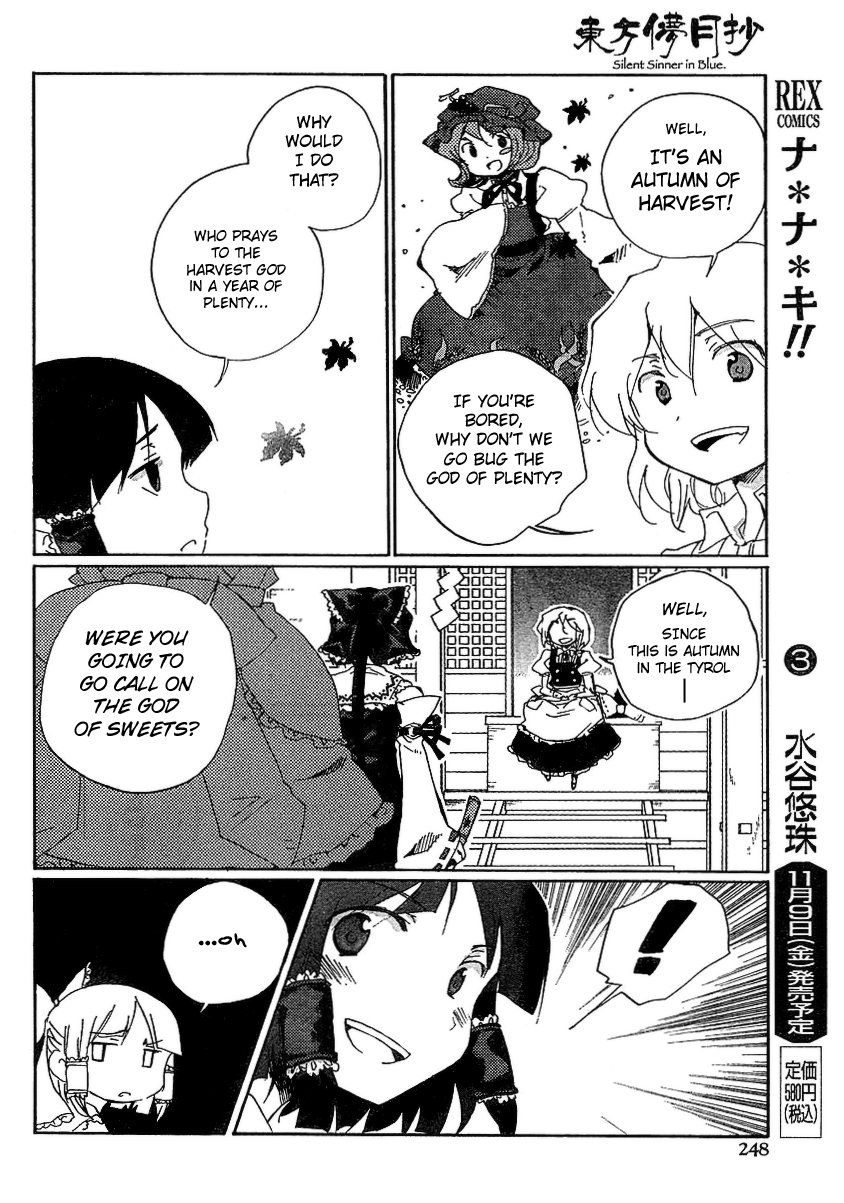 東方儚月抄
Silent Sinner in Blue.
WELL,
IT'S AN
AUTUMN OF
HARVEST!
IF YOU'RE
BORED,
WHY DON'T WE
GO BUG THE
GOD OF PLENTY?
WHY
WOULD
I DO
THAT?
WHO PRAYS
TO THE
HARVEST GOD
IN A YEAR OF
PLENTY...
WELL,
SINCE
THIS IS AUTUMN
IN THE TYROL
—
WERE YOU
GOING TO
GO CALL ON
THE GOD
OF SWEETS?
!
...oh
REX
COMICS
ナ*ナ*キ!!
3
水谷悠珠
11月9日(金)発売予定
定価
580円
(税込)
248